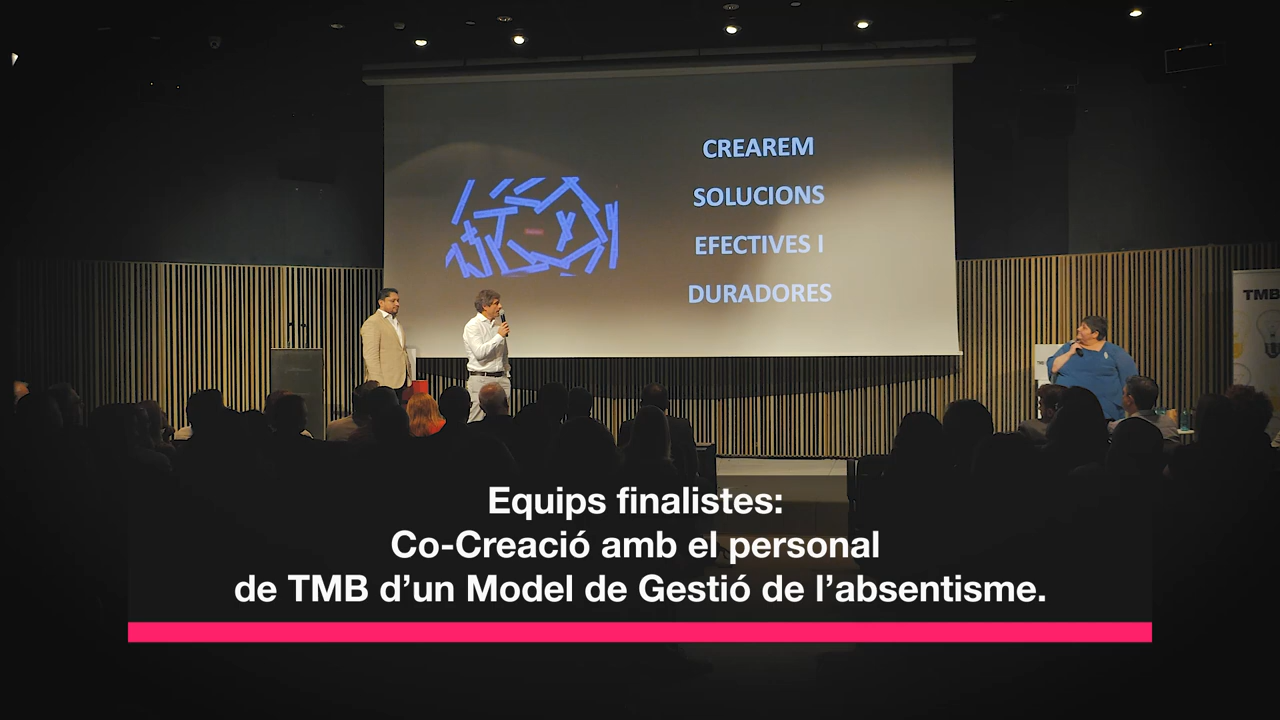 CREAREM
SOLUCIONS
EFECTIVES I
DURADORES
TMB
Equips finalistes:
Co-Creació amb el personal
de TMB d’un Model de Gestió de l’absentisme.